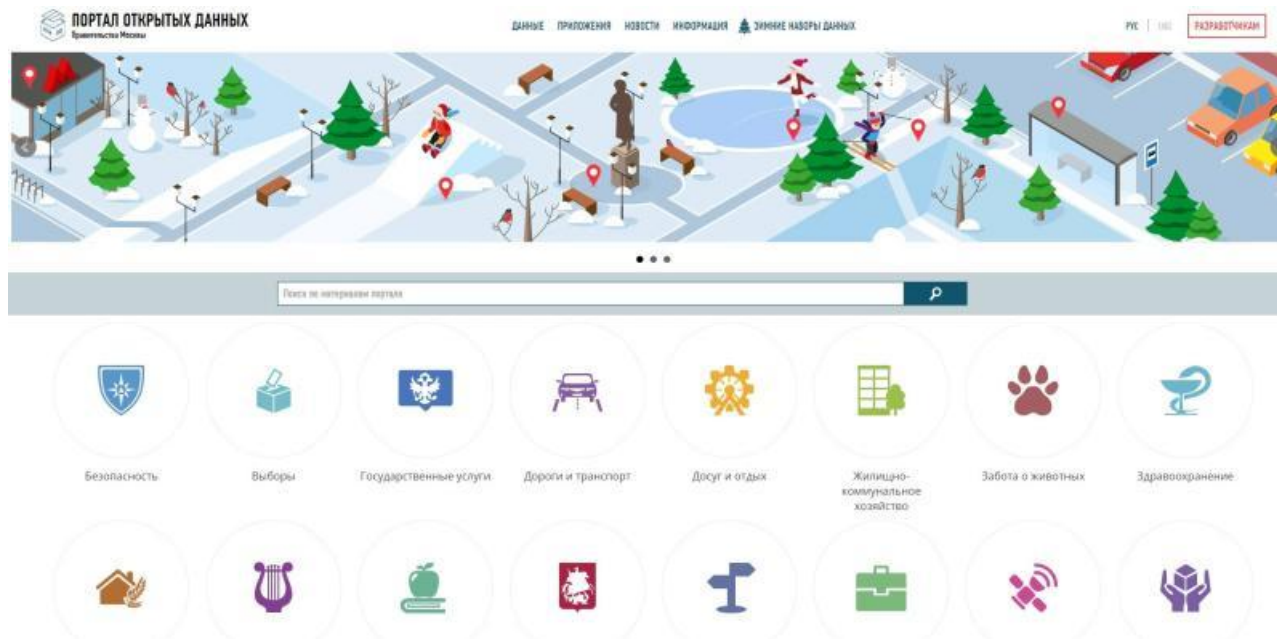 ПОРТАЛ ОТКРЫТЫХ ДАННЫХ
Правительства Москвы
ДАННЫЕ ПРИЛОЖЕНИЯ НОВОСТИ ИНФОРМАЦИЯ ЗИМНИЕ НАБОРЫ ДАННЫХ
РУС ENG РАЗРАБОТЧИКАМ
Поиск по материалам портала
Безопасность
Выборы
Государственные услуги
Дороги и транспорт
Досуг и отдых
Жилищно-
коммунальное
хозяйство
Забота о животных
Здравоохранение